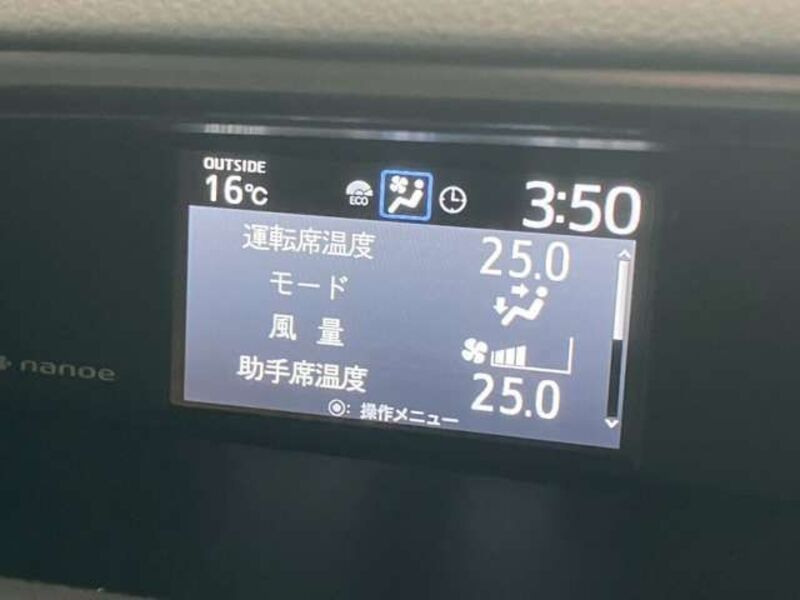 OUTSIDE
16℃
ECO
3:50
運転席温度 25.0
モード
風 量
助手席温度 25.0
◉: 操作メニュー
nanoe